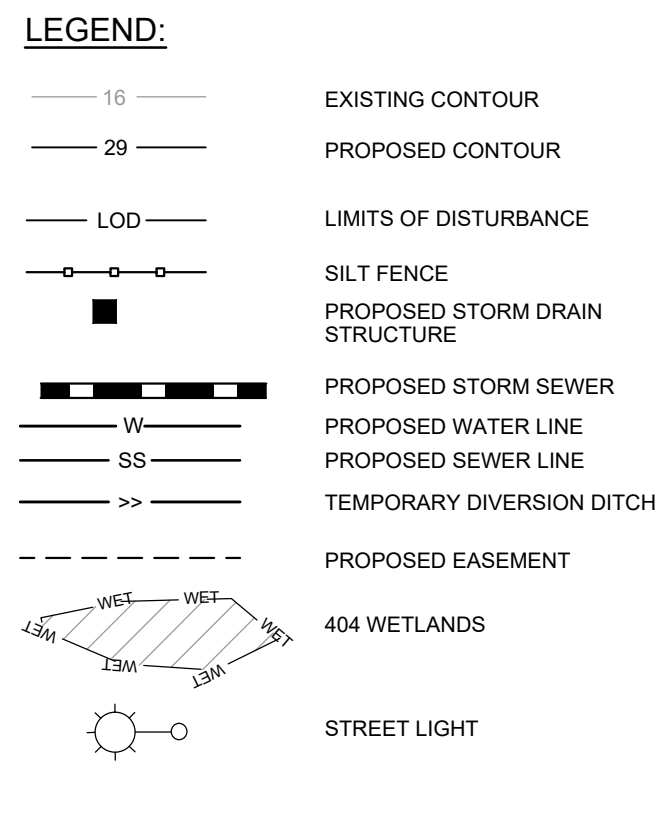 LEGEND:
16 EXISTING CONTOUR
29 PROPOSED CONTOUR
LOD LIMITS OF DISTURBANCE
SILT FENCE
PROPOSED STORM DRAIN
STRUCTURE
PROPOSED STORM SEWER
W PROPOSED WATER LINE
SS PROPOSED SEWER LINE
>> TEMPORARY DIVERSION DITCH
PROPOSED EASEMENT
WET WET
WET WET
404 WETLANDS
WET WET
STREET LIGHT